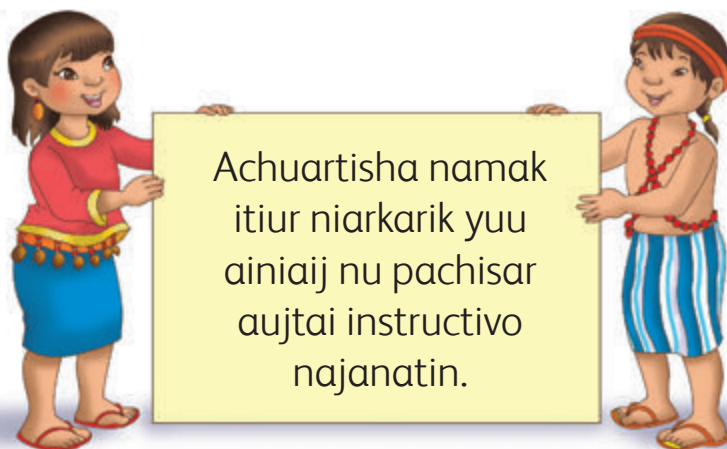 Achuartisha namak
itiur niarkarik yuu
ainiaij nu pachisar
aujtai instructivo
najanatin.